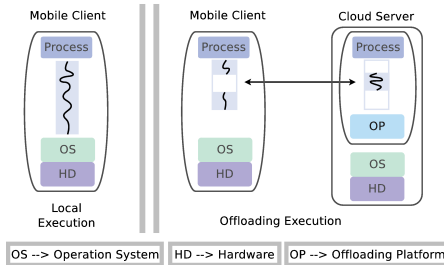 Mobile Client
Mobile Client
Cloud Server
Process
Process
Process
OP
OS
HD
OS
HD
OS
HD
Local
Execution
Offloading Execution
OS --> Operation System
HD --> Hardware
OP --> Offloading Platform